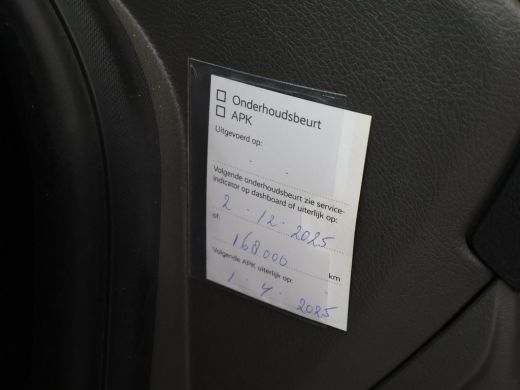 ☐ Onderhoudsbeurt
☐ APK
Uitgevoerd op:
- -
Volgende onderhoudsbeurt zie service-
indicator op dashboard of uiterlijk op:
2 - 12 - 2025
of:
168000 km
Volgende APK uiterlijk op:
1 - 4 - 2025